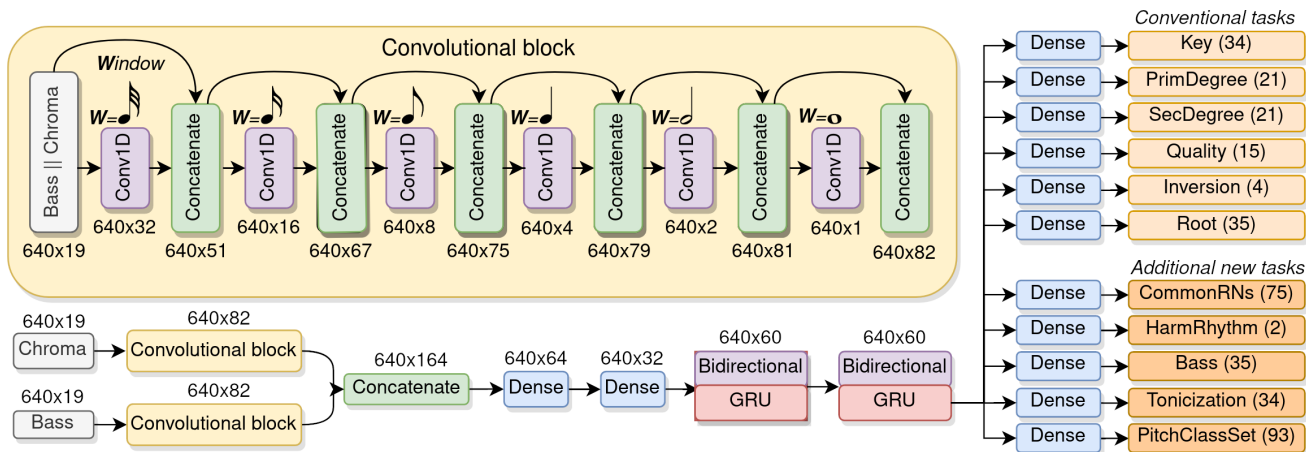 Convolutional block
Window
Bass || Chroma
640x19
W=
Conv1D
640x32
Concatenate
640x51
W=
Conv1D
640x16
Concatenate
640x67
W=
Conv1D
640x8
Concatenate
640x75
W=
Conv1D
640x4
Concatenate
640x79
W=
Conv1D
640x2
Concatenate
640x81
W=
Conv1D
640x1
Concatenate
640x82
640x19
Chroma
640x82
Convolutional block
640x19
Bass
640x82
Convolutional block
640x164
Concatenate
640x64
Dense
640x32
Dense
640x60
Bidirectional
GRU
640x60
Bidirectional
GRU
Conventional tasks
Dense Key (34)
Dense PrimDegree (21)
Dense SecDegree (21)
Dense Quality (15)
Dense Inversion (4)
Dense Root (35)
Additional new tasks
Dense CommonRNs (75)
Dense HarmRhythm (2)
Dense Bass (35)
Dense Tonicization (34)
Dense PitchClassSet (93)